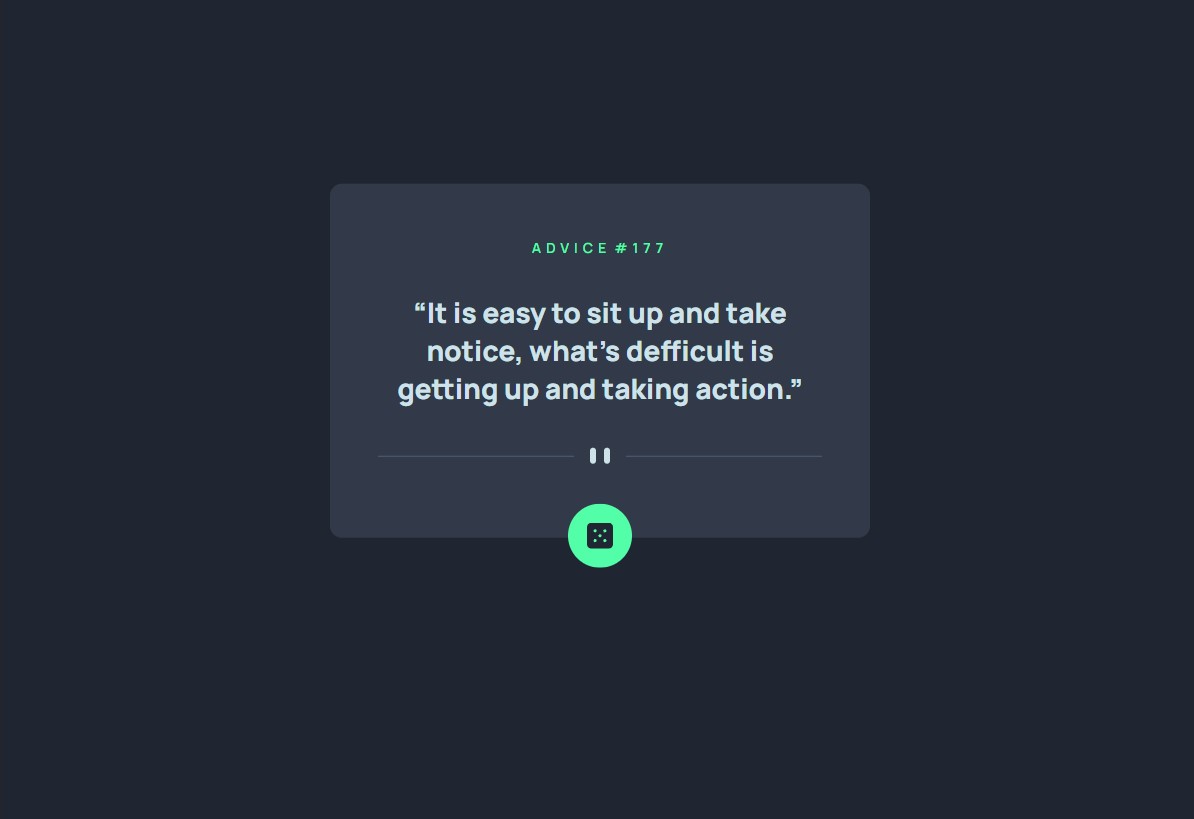 ADVICE #177
“It is easy to sit up and take
notice, what’s defficult is
getting up and taking action.”